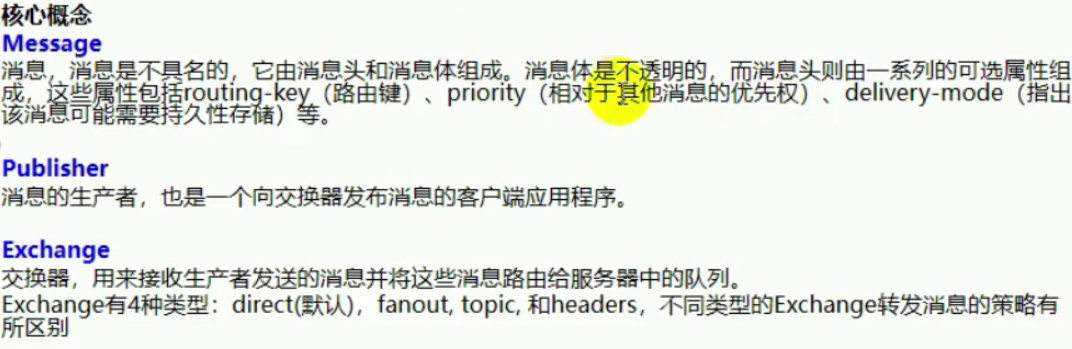 核心概念
Message
消息，消息是不具名的，它由消息头和消息体组成。消息体是不透明的，而消息头则由一系列的可选属性组
成，这些属性包括routing-key（路由键）、priority（相对于其他消息的优先权）、delivery-mode（指出
该消息可能需要持久性存储）等。
Publisher
消息的生产者，也是一个向交换器发布消息的客户端应用程序。
Exchange
交换器，用来接收生产者发送的消息并将这些消息路由给服务器中的队列。
Exchange有4种类型：direct(默认)，fanout, topic, 和headers，不同类型的Exchange转发消息的策略有
所区别